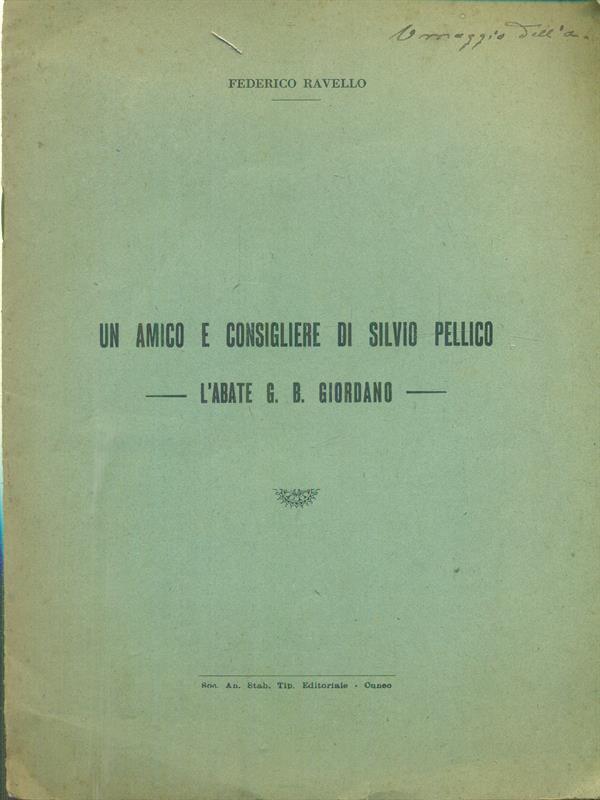 Omaggio dell'a.
FEDERICO RAVELLO
UN AMICO E CONSIGLIERE DI SILVIO PELLICO
— L'ABATE G. B. GIORDANO —
Soc. An. Stab. Tip. Editoriale - Cuneo